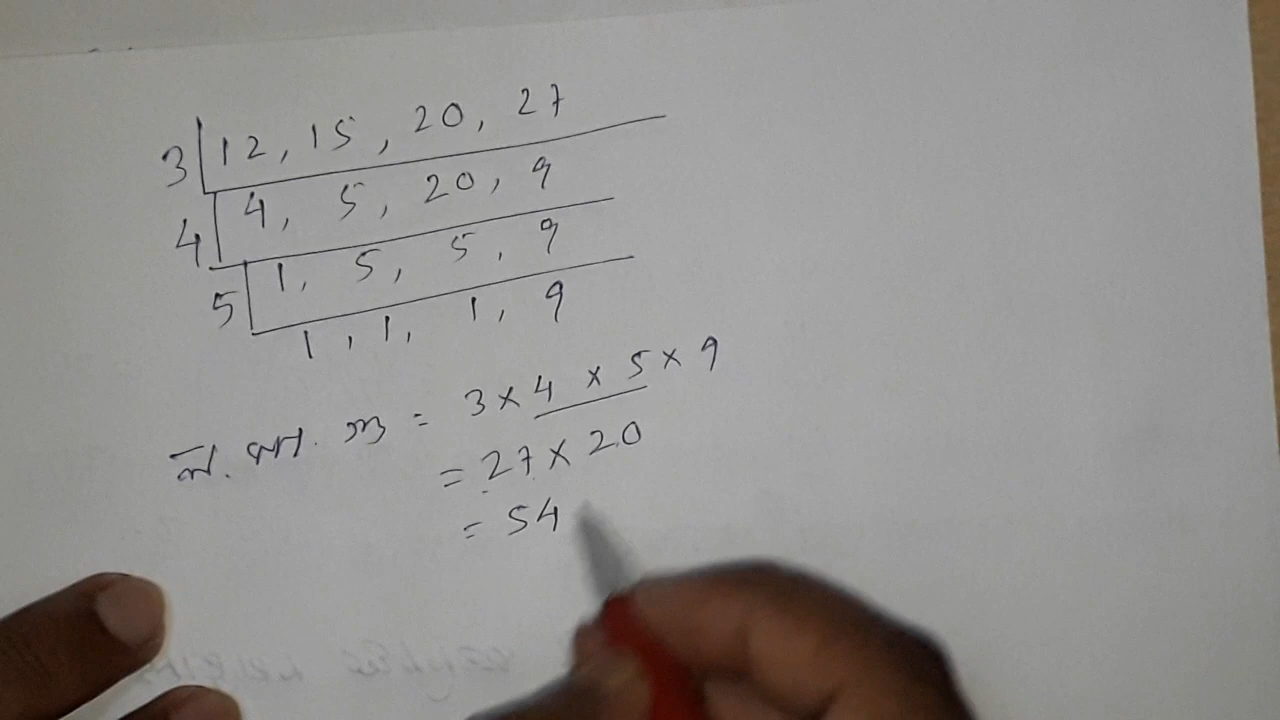 3 | 12, 15, 20, 27
4 | 4, 5, 20, 9
5 | 1, 5, 5, 9
1, 1, 1, 9
ল. সা. গু = 3 × 4 × 5 × 9
= 27 × 20
= 54